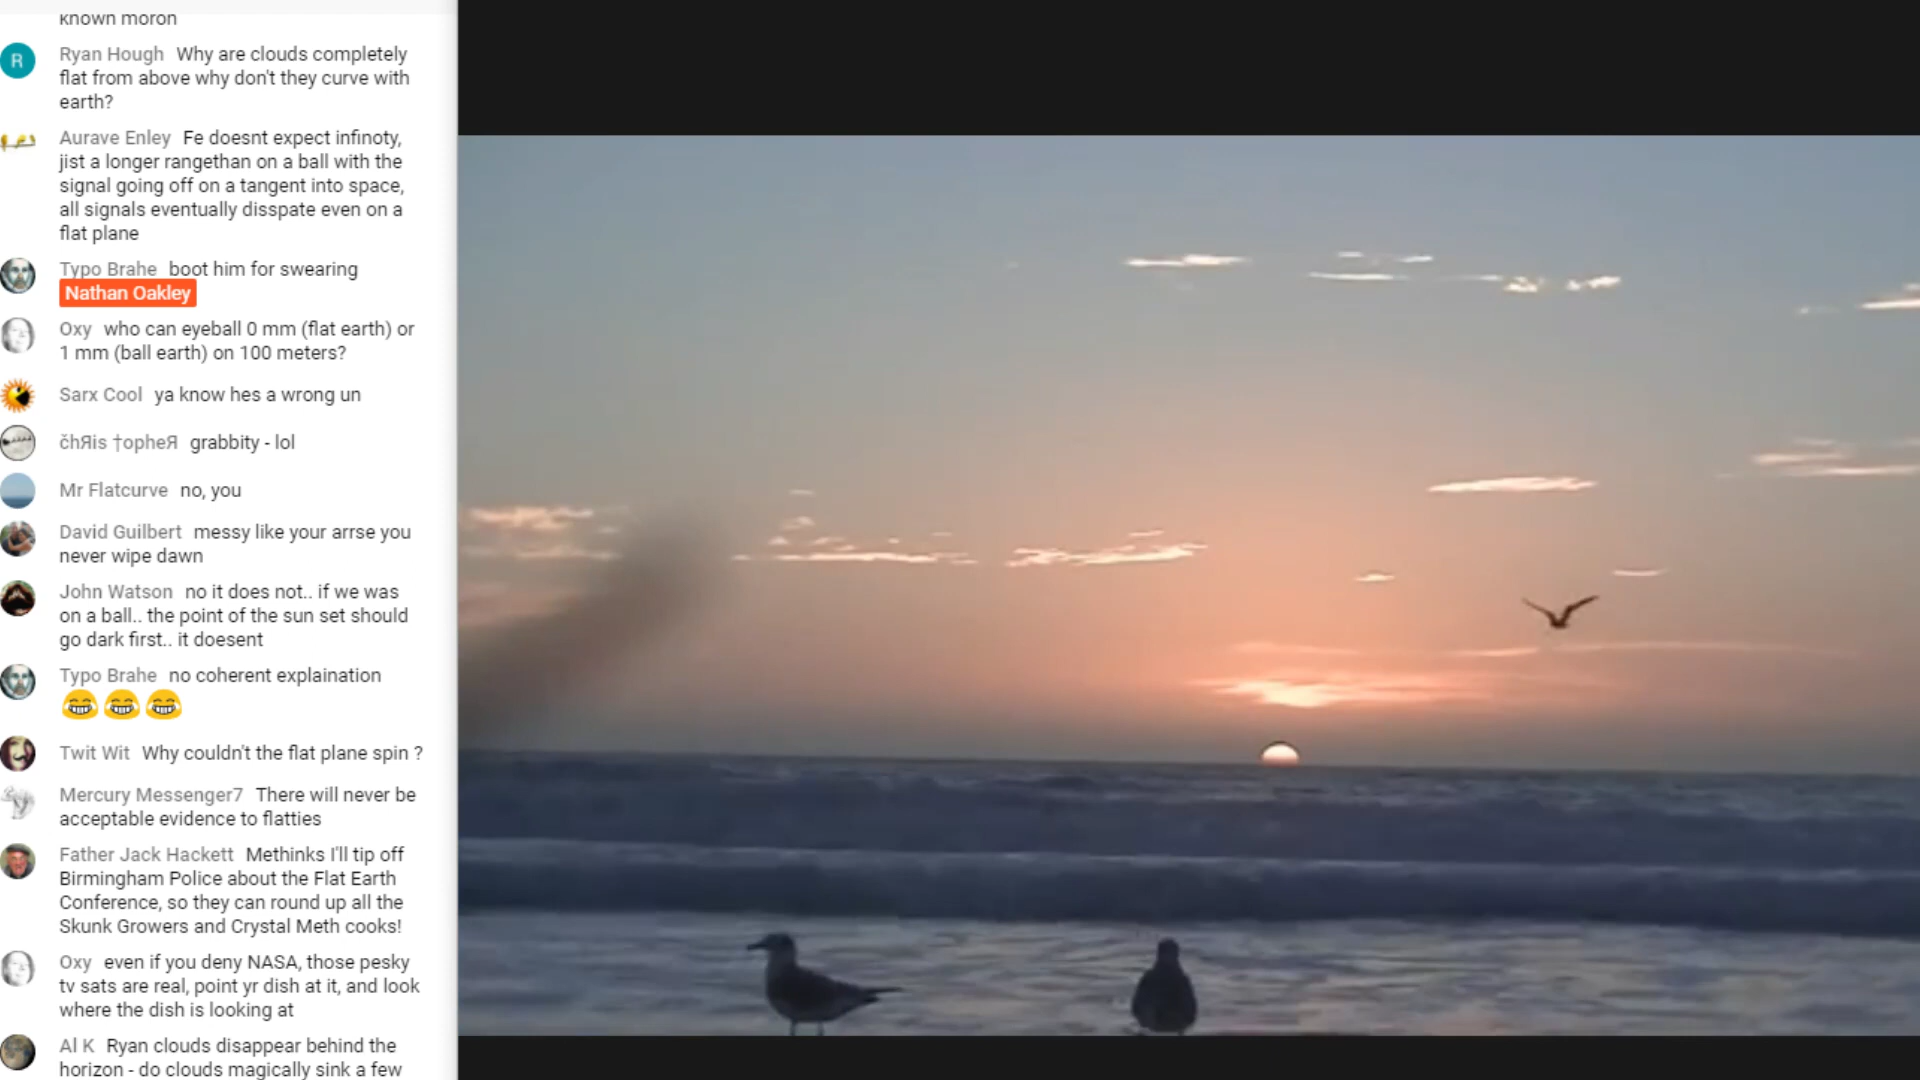 known moron
R
Ryan Hough Why are clouds completely
flat from above why don't they curve with
earth?
Aurave Enley Fe doesnt expect infinoty,
jist a longer rangethan on a ball with the
signal going off on a tangent into space,
all signals eventually disspate even on a
flat plane
Typo Brahe boot him for swearing
Nathan Oakley
Oxy who can eyeball 0 mm (flat earth) or
1 mm (ball earth) on 100 meters?
Sarx Cool ya know hes a wrong un
čhЯis †opheЯ grabbity - lol
Mr Flatcurve no, you
David Guilbert messy like your arrse you
never wipe dawn
John Watson no it does not.. if we was
on a ball.. the point of the sun set should
go dark first.. it doesent
Typo Brahe no coherent explaination
😂😂😂
Twit Wit Why couldn't the flat plane spin ?
Mercury Messenger7 There will never be
acceptable evidence to flatties
Father Jack Hackett Methinks I'll tip off
Birmingham Police about the Flat Earth
Conference, so they can round up all the
Skunk Growers and Crystal Meth cooks!
Oxy even if you deny NASA, those pesky
tv sats are real, point yr dish at it, and look
where the dish is looking at
Al K Ryan clouds disappear behind the
horizon - do clouds magically sink a few